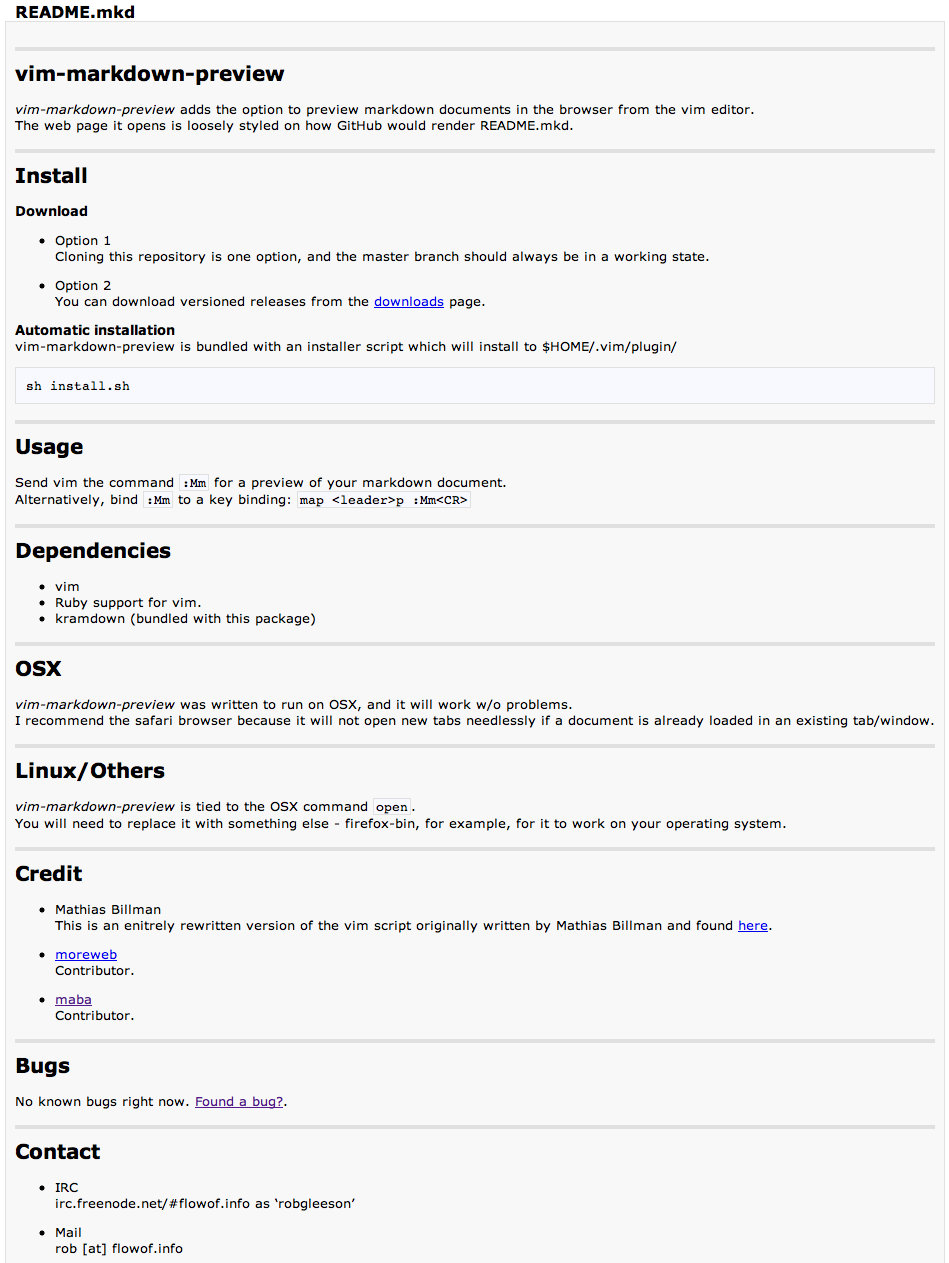 README.mkd
vim-markdown-preview
vim-markdown-preview adds the option to preview markdown documents in the browser from the vim editor.
The web page it opens is loosely styled on how GitHub would render README.mkd.
Install
Download
• Option 1
Cloning this repository is one option, and the master branch should always be in a working state.
• Option 2
You can download versioned releases from the downloads page.
Automatic installation
vim-markdown-preview is bundled with an installer script which will install to $HOME/.vim/plugin/
sh install.sh
Usage
Send vim the command :Mm for a preview of your markdown document.
Alternatively, bind :Mm to a key binding: map <leader>p :Mm<CR>
Dependencies
• vim
• Ruby support for vim.
• kramdown (bundled with this package)
OSX
vim-markdown-preview was written to run on OSX, and it will work w/o problems.
I recommend the safari browser because it will not open new tabs needlessly if a document is already loaded in an existing tab/window.
Linux/Others
vim-markdown-preview is tied to the OSX command open.
You will need to replace it with something else - firefox-bin, for example, for it to work on your operating system.
Credit
• Mathias Billman
This is an enitrely rewritten version of the vim script originally written by Mathias Billman and found here.
• moreweb
Contributor.
• maba
Contributor.
Bugs
No known bugs right now. Found a bug?.
Contact
• IRC
irc.freenode.net/#flowof.info as ‘robgleeson’
• Mail
rob [at] flowof.info